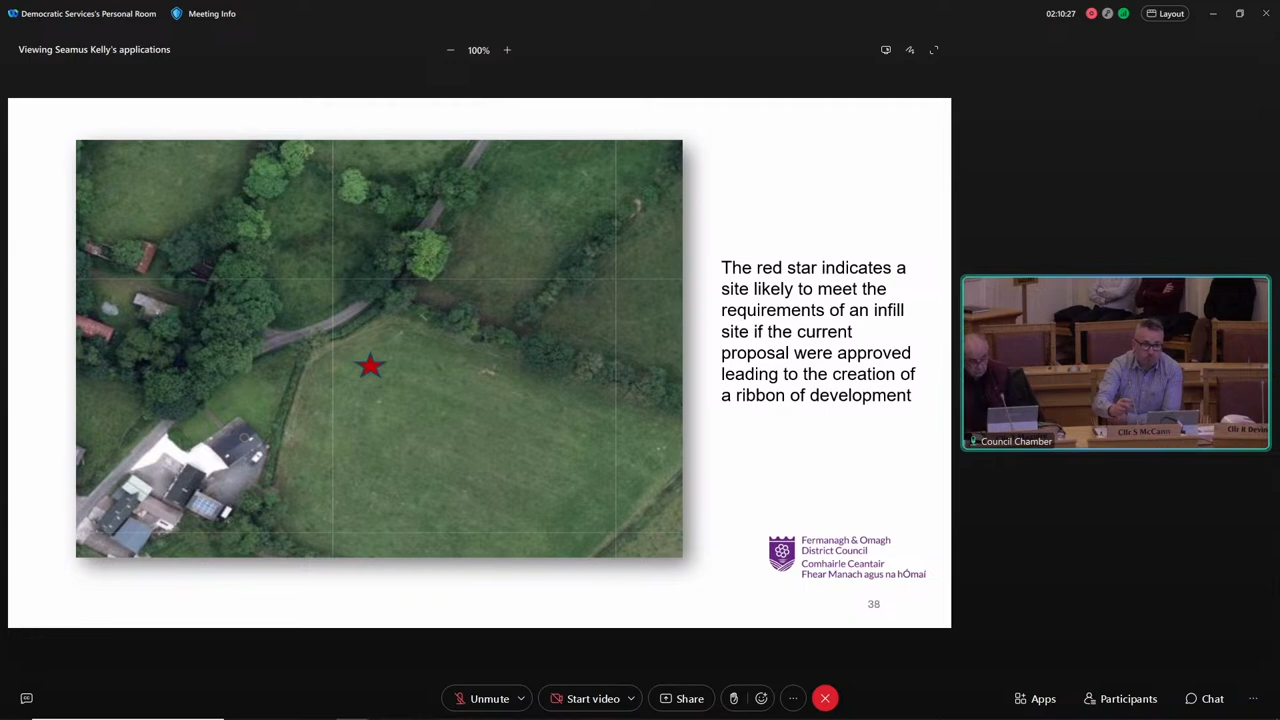 Democratic Services's Personal Room
Meeting Info
02:10:27
Layout
Viewing Seamus Kelly's applications
100%
The red star indicates a
site likely to meet the
requirements of an infill
site if the current
proposal were approved
leading to the creation of
a ribbon of development
Cllr S McCann
Cllr R Devin
Council Chamber
Fermanagh & Omagh
District Council
Comhairle Ceantair
Fhear Manach agus na hÓmaí
38
Unmute
Start video
Share
Apps
Participants
Chat